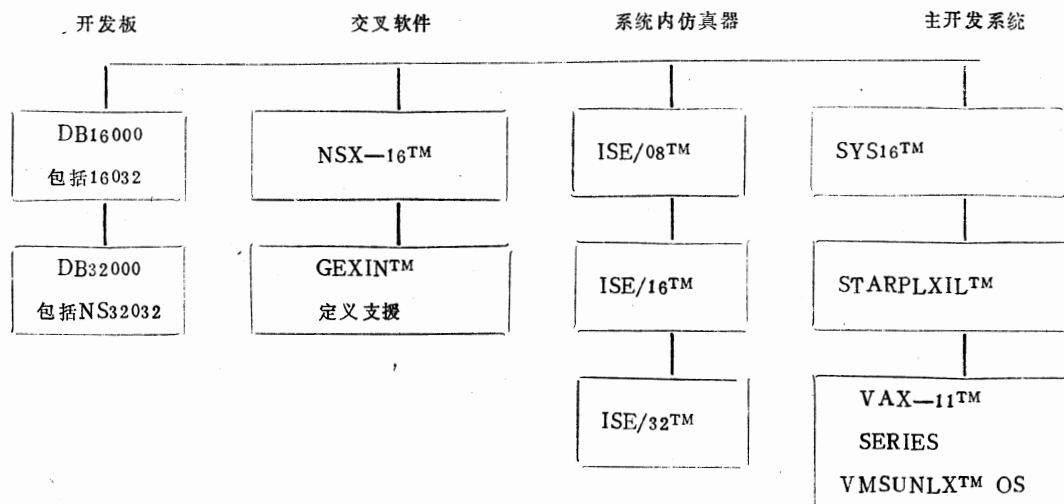 开发板 交叉软件 系统内仿真器 主开发系统
DB16000
包括16032
NSX—16™
ISE/08™
SYS16™
DB32000
包括NS32032
GEXIN™
定义支援
ISE/16™
STARPLXIL™
ISE/32™
VAX—11™
SERIES
VMSUNLX™ OS